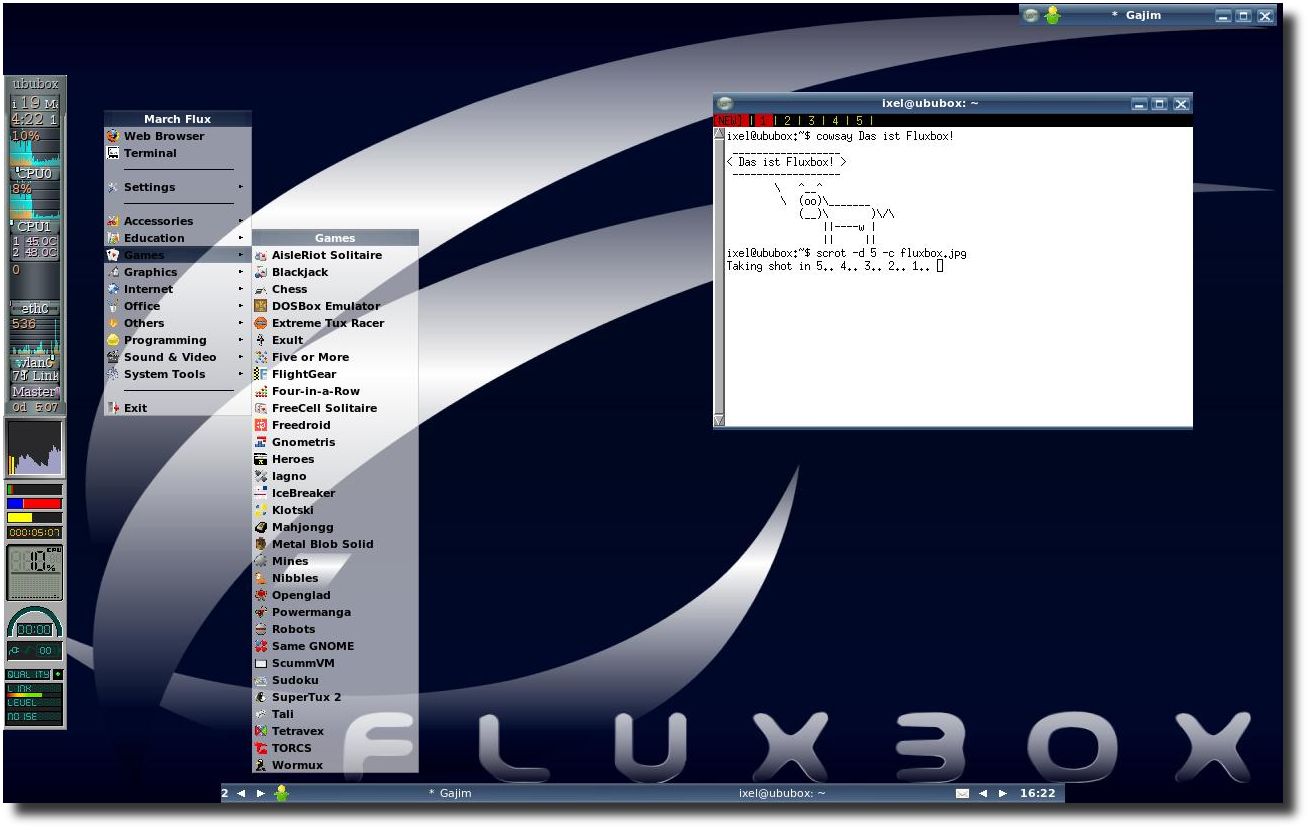 * Gajim
ububox
4:22
10%
CPU0
8%
CPU1
1 45.0C
2 43.0C
0
eth0
536
wlan0
Link
Master
0d 5:07
000:05:07
CPU
10%
00:00
00
QUALITY
LINK
LEVEL
NOISE
March Flux
Web Browser
Terminal
Settings
Accessories
Education
Games
Graphics
Internet
Office
Others
Programming
Sound & Video
System Tools
Exit
Games
AisleRiot Solitaire
Blackjack
Chess
DOSBox Emulator
Extreme Tux Racer
Exult
Five or More
FlightGear
Four-in-a-Row
FreeCell Solitaire
Freedroid
Gnometris
Heroes
Iagno
IceBreaker
Klotski
Mahjongg
Metal Blob Solid
Mines
Nibbles
Openglad
Powermanga
Robots
Same GNOME
ScummVM
Sudoku
SuperTux 2
Tali
Tetravex
TORCS
Wormux
ixel@ububox: ~
[NEW] | 1 | 2 | 3 | 4 | 5 |
ixel@ububox:~$ cowsay Das ist Fluxbox!
 _________________
< Das ist Fluxbox! >
 -----------------
        \   ^__^
         \  (oo)\_______
            (__)\       )\/\
                ||----w |
                ||     ||
ixel@ububox:~$ scrot -d 5 -c fluxbox.jpg
Taking shot in 5.. 4.. 3.. 2.. 1..
FLUXBOX
2 * Gajim ixel@ububox: ~ 16:22